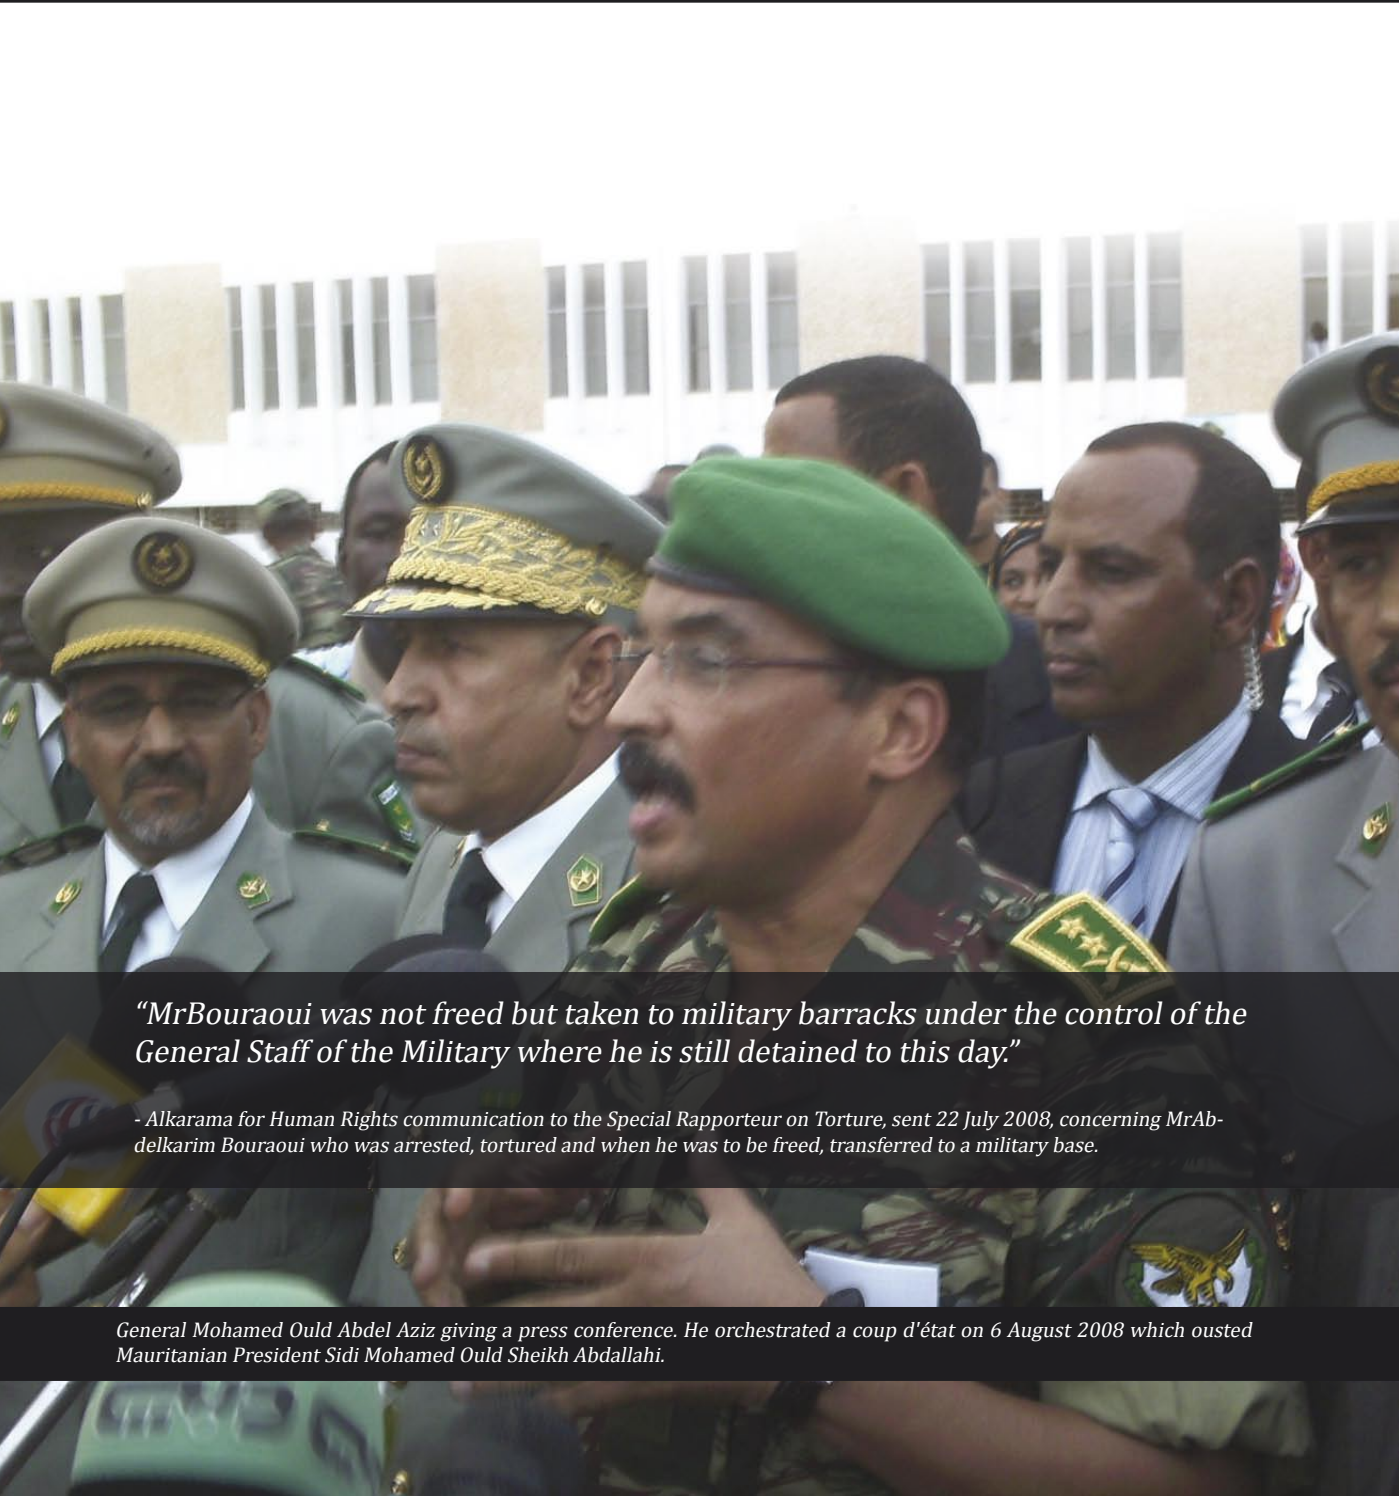 “MrBouraoui was not freed but taken to military barracks under the control of the
General Staff of the Military where he is still detained to this day.”
- Alkarama for Human Rights communication to the Special Rapporteur on Torture, sent 22 July 2008, concerning MrAb-
delkarim Bouraoui who was arrested, tortured and when he was to be freed, transferred to a military base.
General Mohamed Ould Abdel Aziz giving a press conference. He orchestrated a coup d'état on 6 August 2008 which ousted
Mauritanian President Sidi Mohamed Ould Sheikh Abdallahi.